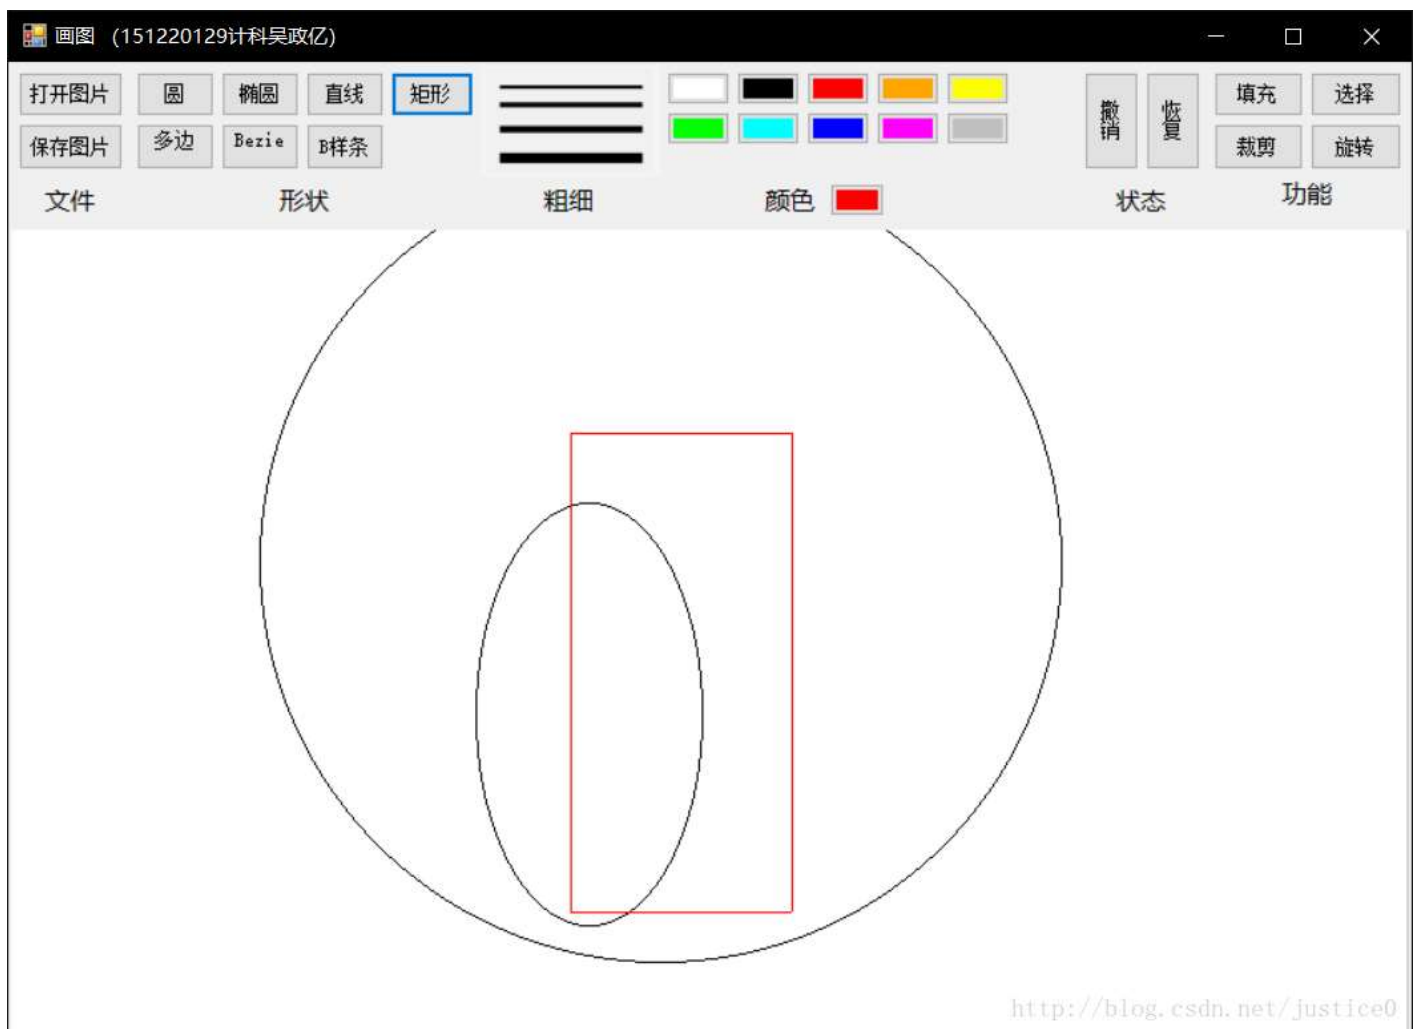 画图 (151220129计科吴政亿)
打开图片 圆 椭圆 直线 矩形 撤销 恢复 填充 选择
保存图片 多边 Bezie B样条 裁剪 旋转
文件 形状 粗细 颜色 状态 功能
http://blog.csdn.net/justice0